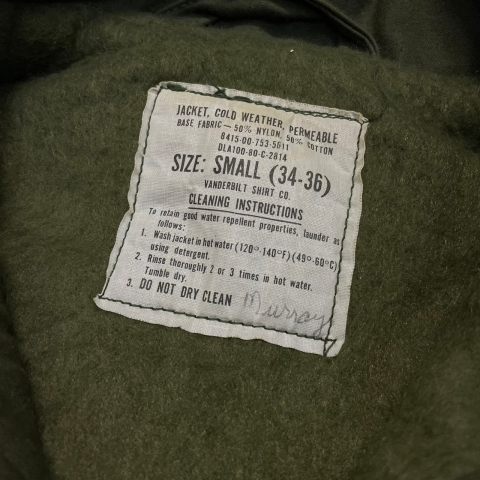 JACKET, COLD WEATHER, PERMEABLE
BASE FABRIC — 50% NYLON, 50% COTTON
8415-00-753-5611
DLA100-80-C-2814
SIZE: SMALL (34-36)
VANDERBILT SHIRT CO.
CLEANING INSTRUCTIONS
To retain good water repellent properties, launder as
follows:
1. Wash jacket in hot water (120°-140°F) (49°-60°C)
using detergent.
2. Rinse thoroughly 2 or 3 times in hot water.
Tumble dry.
3. DO NOT DRY CLEAN
Murray